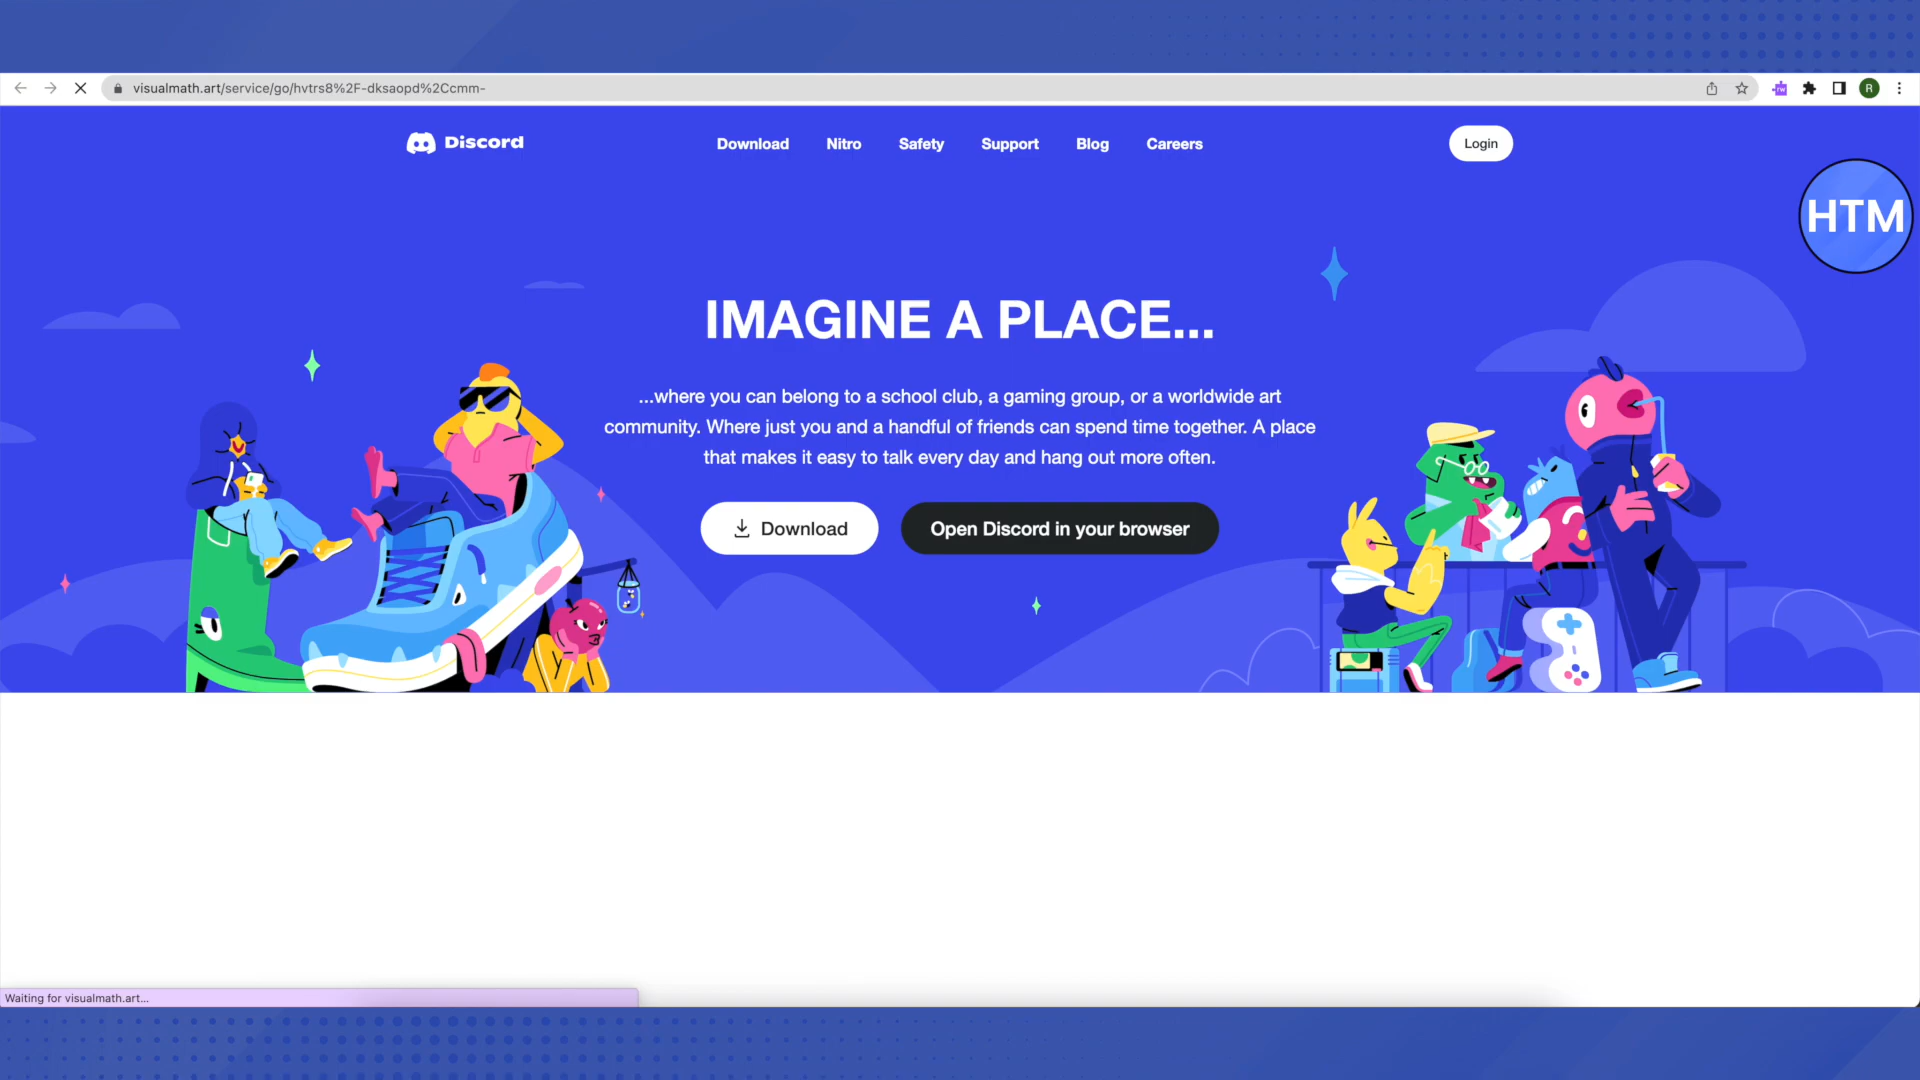 visualmath.art/service/go/hvtrs8%2F-dksaopd%2Ccmm-
rw
R
Discord
Download
Nitro
Safety
Support
Blog
Careers
Login
HTM
IMAGINE A PLACE...
...where you can belong to a school club, a gaming group, or a worldwide art
community. Where just you and a handful of friends can spend time together. A place
that makes it easy to talk every day and hang out more often.
Download
Open Discord in your browser
Waiting for visualmath.art...